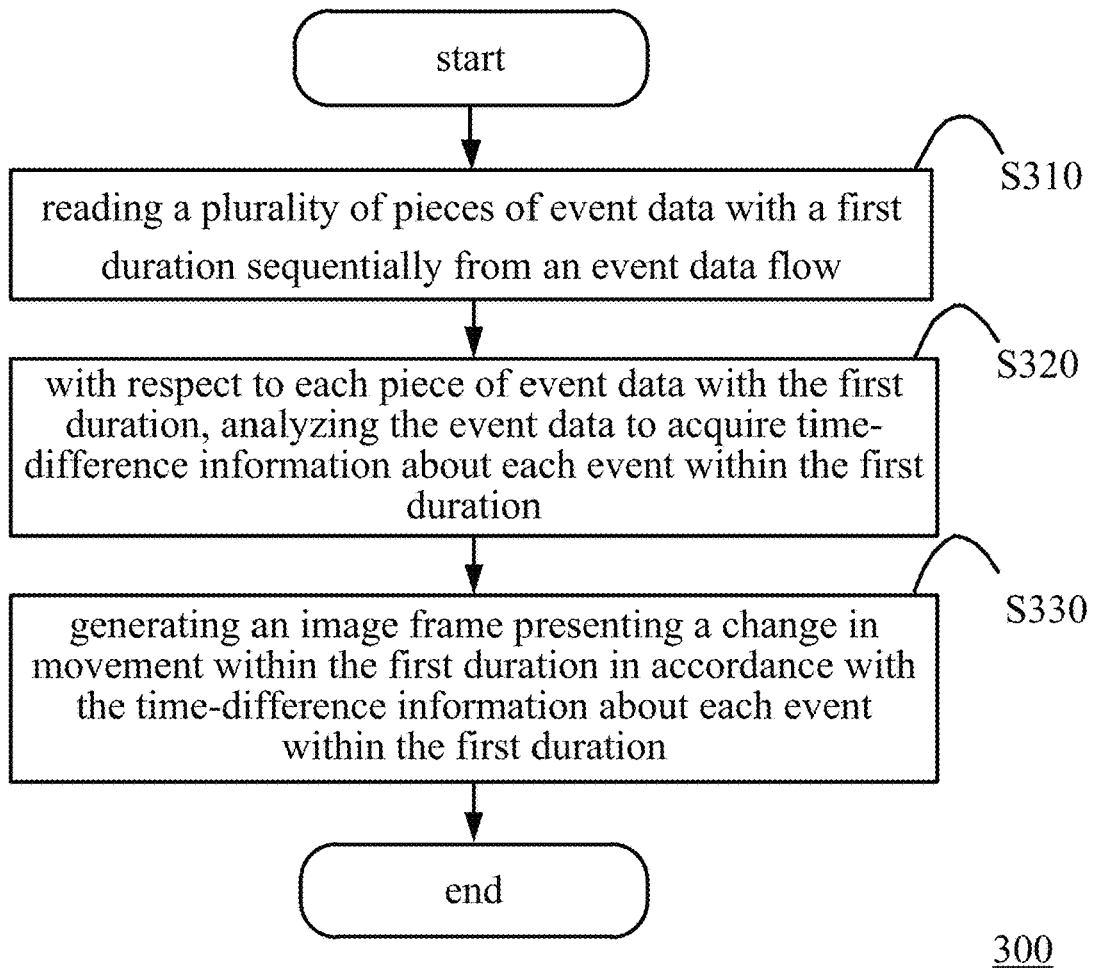 start
S310
reading a plurality of pieces of event data with a first
duration sequentially from an event data flow
S320
with respect to each piece of event data with the first
duration, analyzing the event data to acquire time-
difference information about each event within the first
duration
S330
generating an image frame presenting a change in
movement within the first duration in accordance with
the time-difference information about each event
within the first duration
end
300